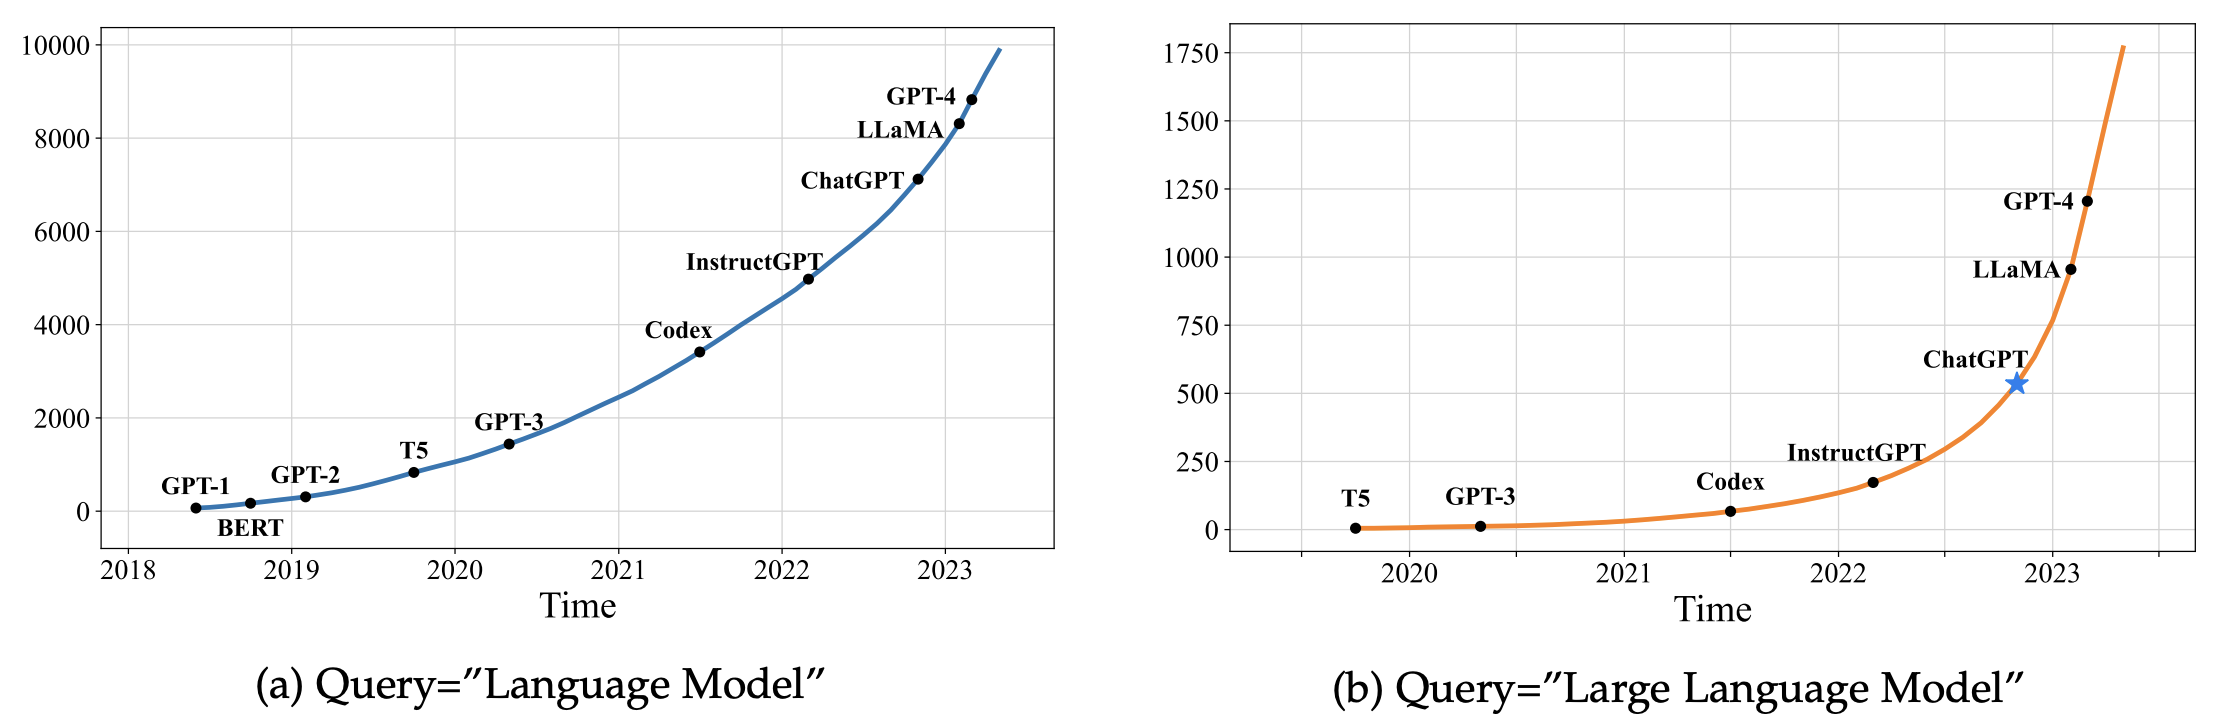 10000
8000
6000
4000
2000
0
GPT-4
LLaMA
ChatGPT
InstructGPT
Codex
GPT-3
T5
GPT-2
GPT-1
BERT
2018 2019 2020 2021 2022 2023
Time
(a) Query=”Language Model”
1750
1500
1250
1000
750
500
250
0
GPT-4
LLaMA
ChatGPT
InstructGPT
Codex
GPT-3
T5
2020 2021 2022 2023
Time
(b) Query=”Large Language Model”